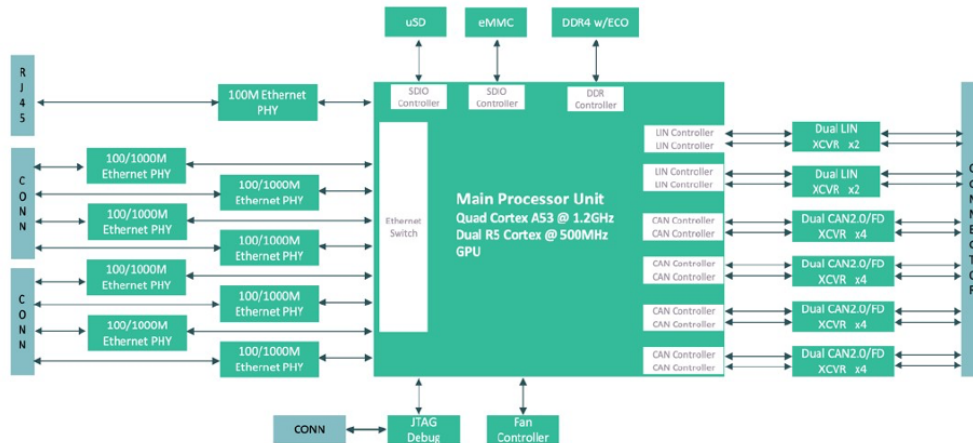 uSD
eMMC
DDR4 w/ECO
RJ45
100M Ethernet
PHY
SDIO
Controller
SDIO
Controller
DDR
Controller
CONN
100/1000M
Ethernet PHY
100/1000M
Ethernet PHY
100/1000M
Ethernet PHY
100/1000M
Ethernet PHY
CONN
100/1000M
Ethernet PHY
100/1000M
Ethernet PHY
100/1000M
Ethernet PHY
100/1000M
Ethernet PHY
Ethernet
Switch
Main Processor Unit
Quad Cortex A53 @ 1.2GHz
Dual R5 Cortex @ 500MHz
GPU
LIN Controller
LIN Controller
Dual LIN
XCVR x2
LIN Controller
LIN Controller
Dual LIN
XCVR x2
CAN Controller
CAN Controller
Dual CAN2.0/FD
XCVR x4
CAN Controller
CAN Controller
Dual CAN2.0/FD
XCVR x4
CAN Controller
CAN Controller
Dual CAN2.0/FD
XCVR x4
CAN Controller
CAN Controller
Dual CAN2.0/FD
XCVR x4
CONNECTOR
CONN
JTAG
Debug
Fan
Controller